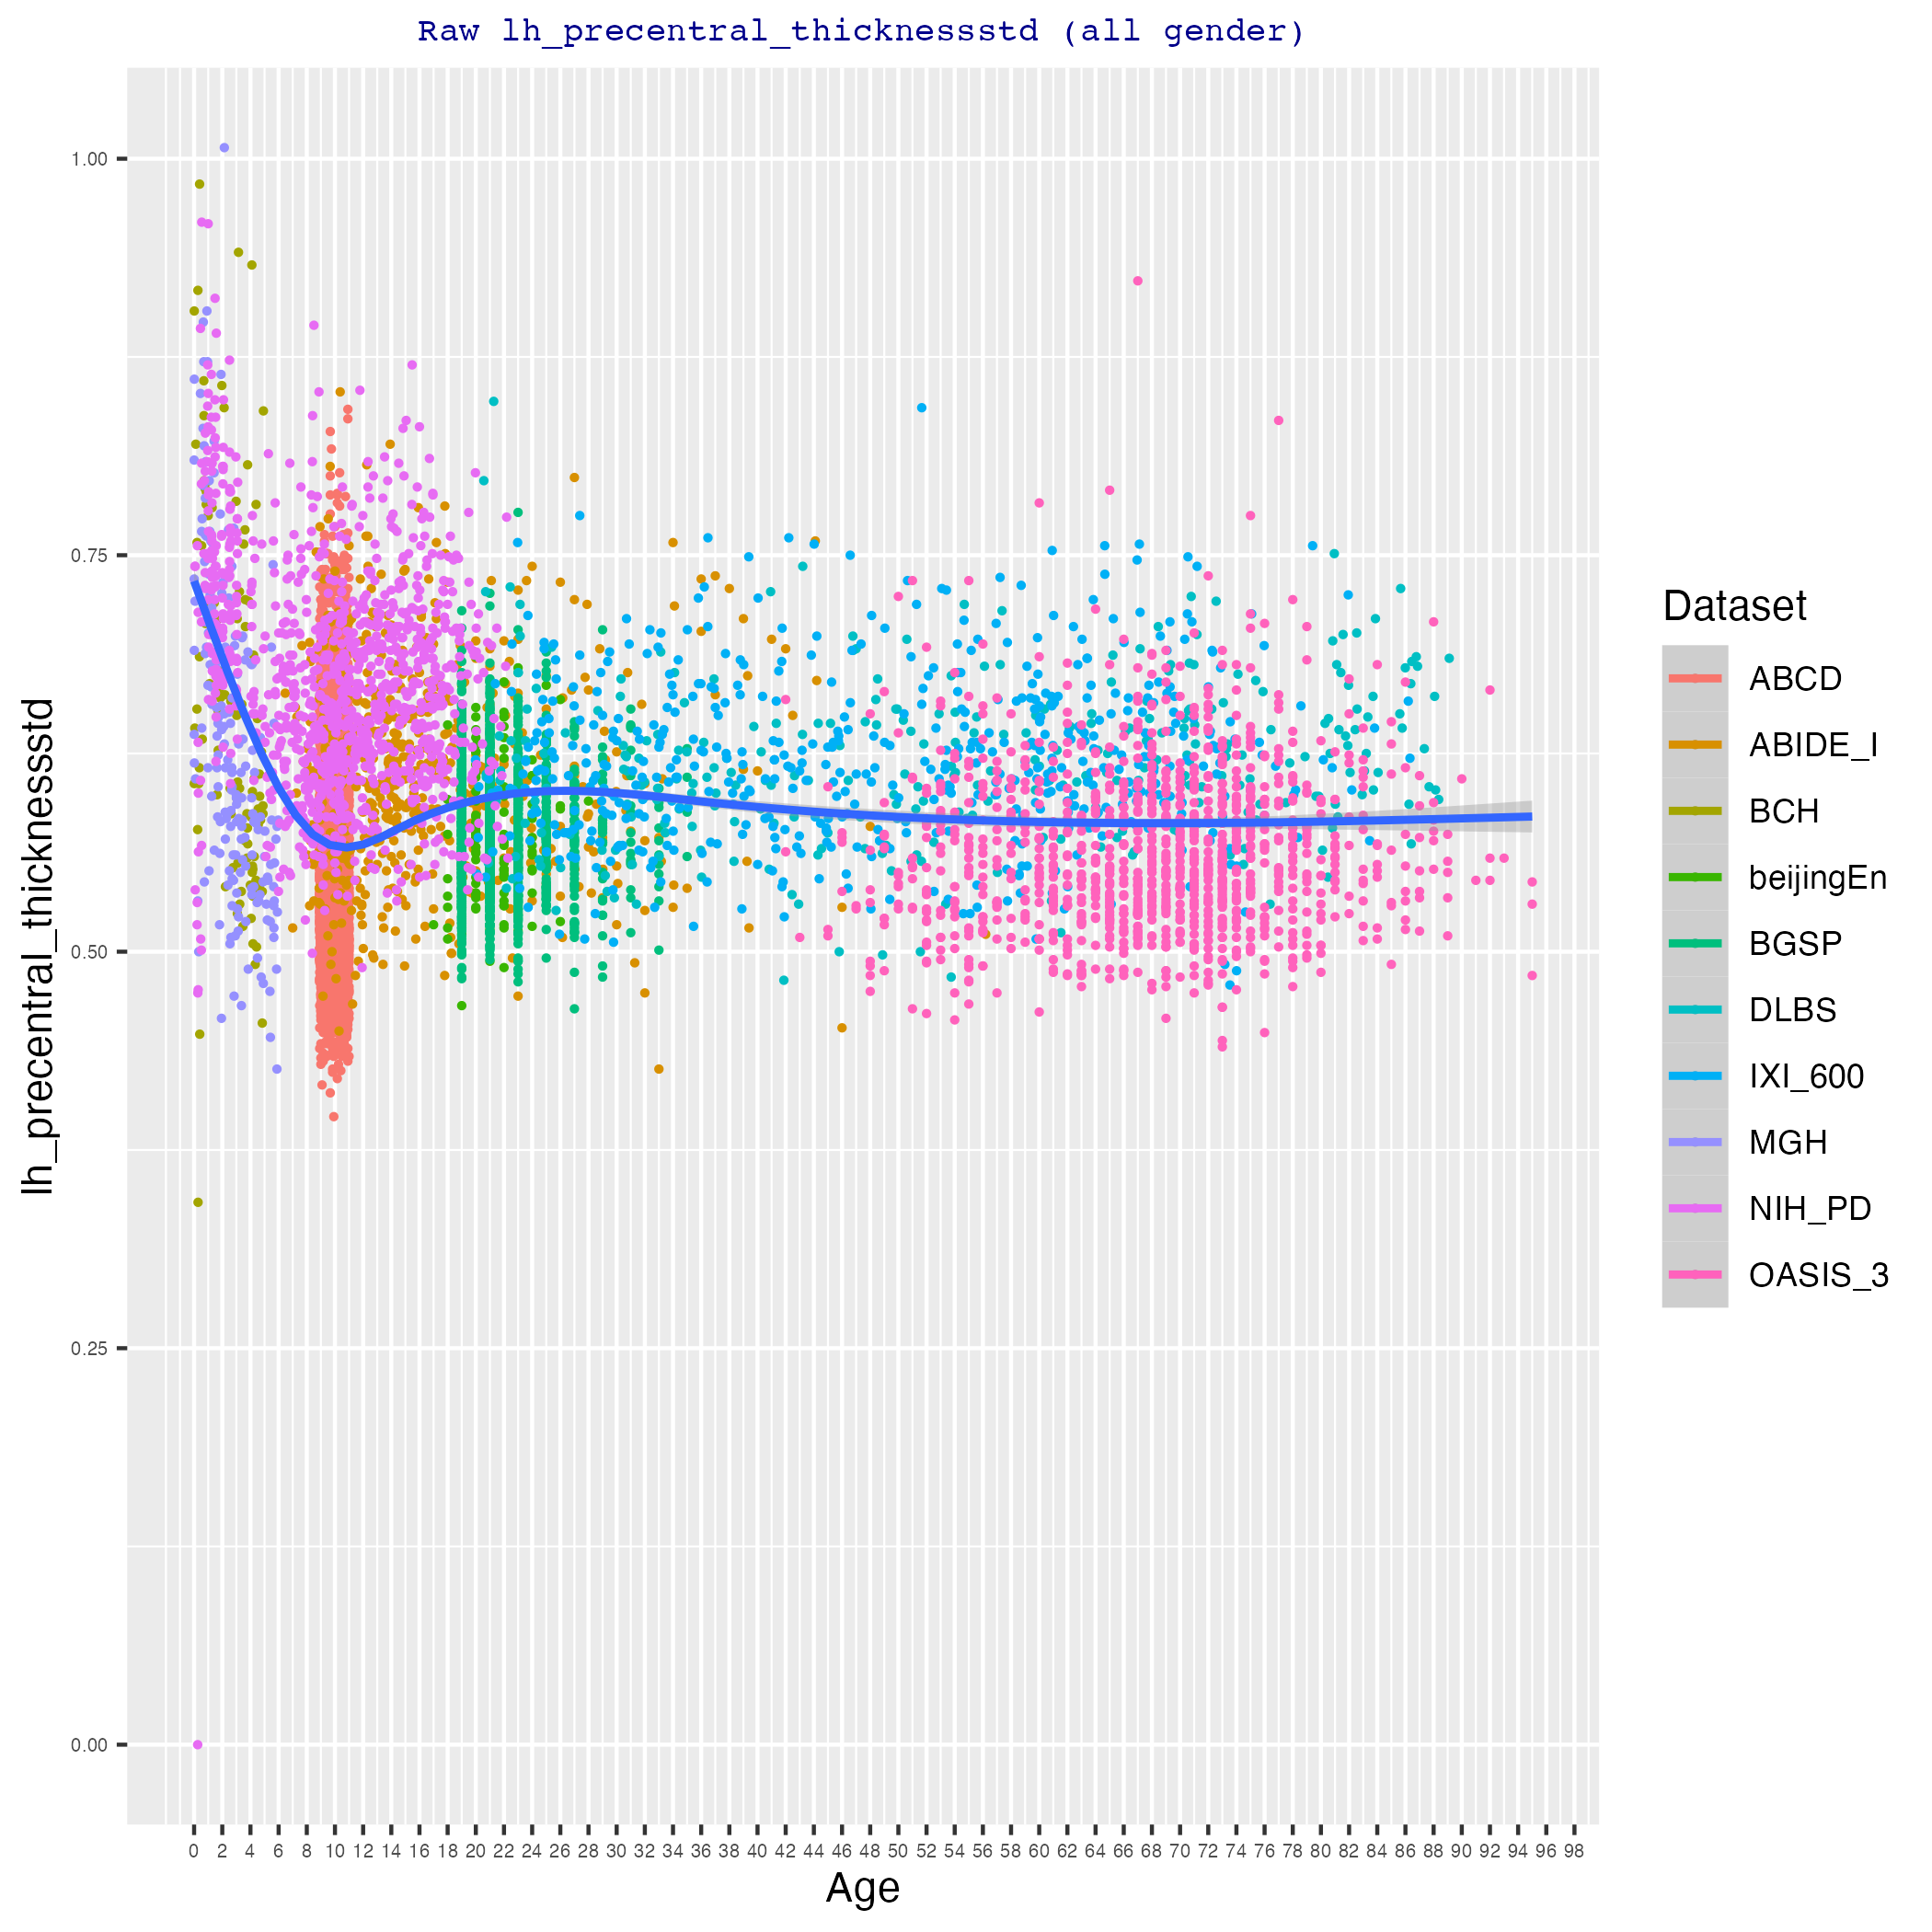 Raw lh_precentral_thicknessstd (all gender)
lh_precentral_thicknessstd
1.00
0.75
0.50
0.25
0.00
0 2 4 6 8 10 12 14 16 18 20 22 24 26 28 30 32 34 36 38 40 42 44 46 48 50 52 54 56 58 60 62 64 66 68 70 72 74 76 78 80 82 84 86 88 90 92 94 96 98
Age
Dataset
ABCD
ABIDE_I
BCH
beijingEn
BGSP
DLBS
IXI_600
MGH
NIH_PD
OASIS_3